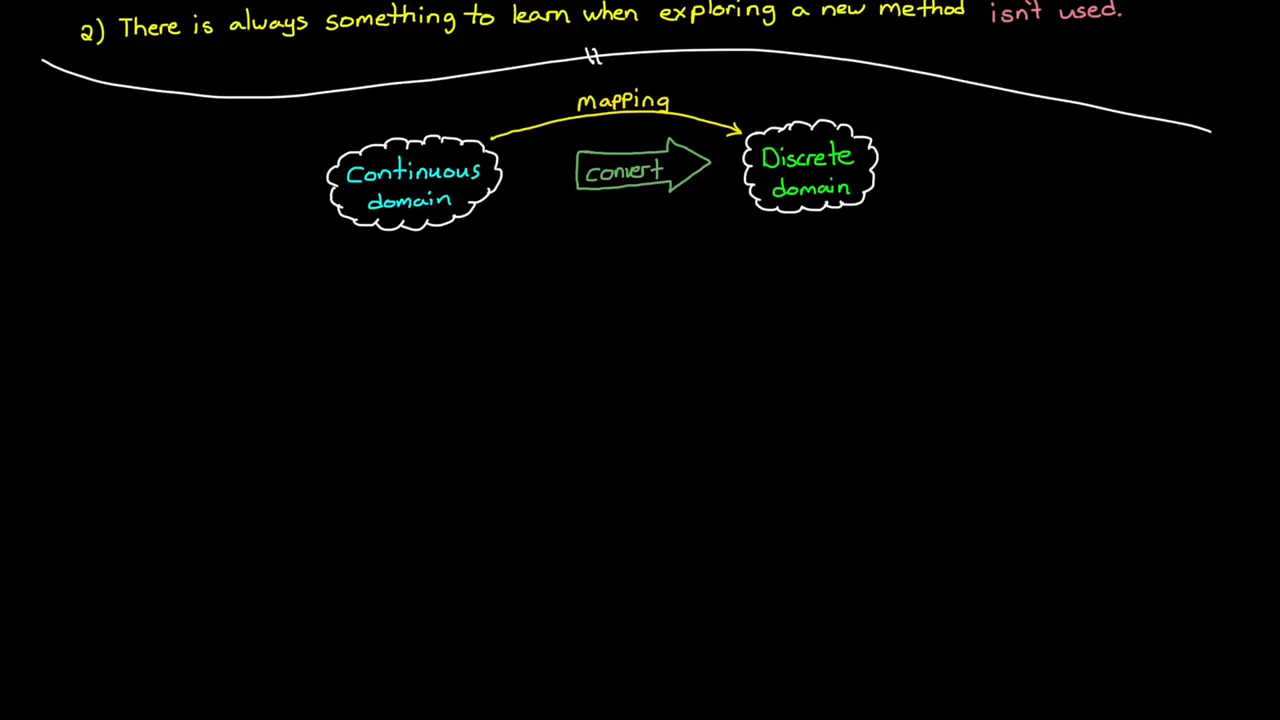 2) There is always something to learn when exploring a new method isn't used.
mapping
Continuous
domain
convert
Discrete
domain